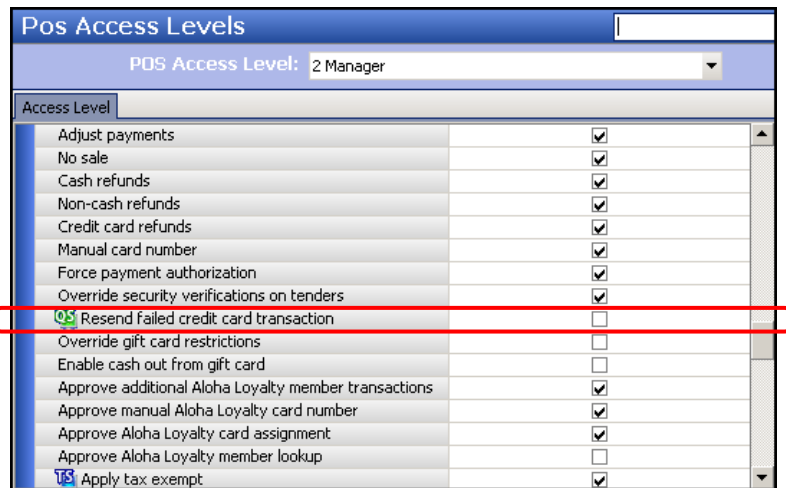 Pos Access Levels
POS Access Level: 2 Manager
Access Level
Adjust payments
No sale
Cash refunds
Non-cash refunds
Credit card refunds
Manual card number
Force payment authorization
Override security verifications on tenders
QS Resend failed credit card transaction
Override gift card restrictions
Enable cash out from gift card
Approve additional Aloha Loyalty member transactions
Approve manual Aloha Loyalty card number
Approve Aloha Loyalty card assignment
Approve Aloha Loyalty member lookup
TS Apply tax exempt